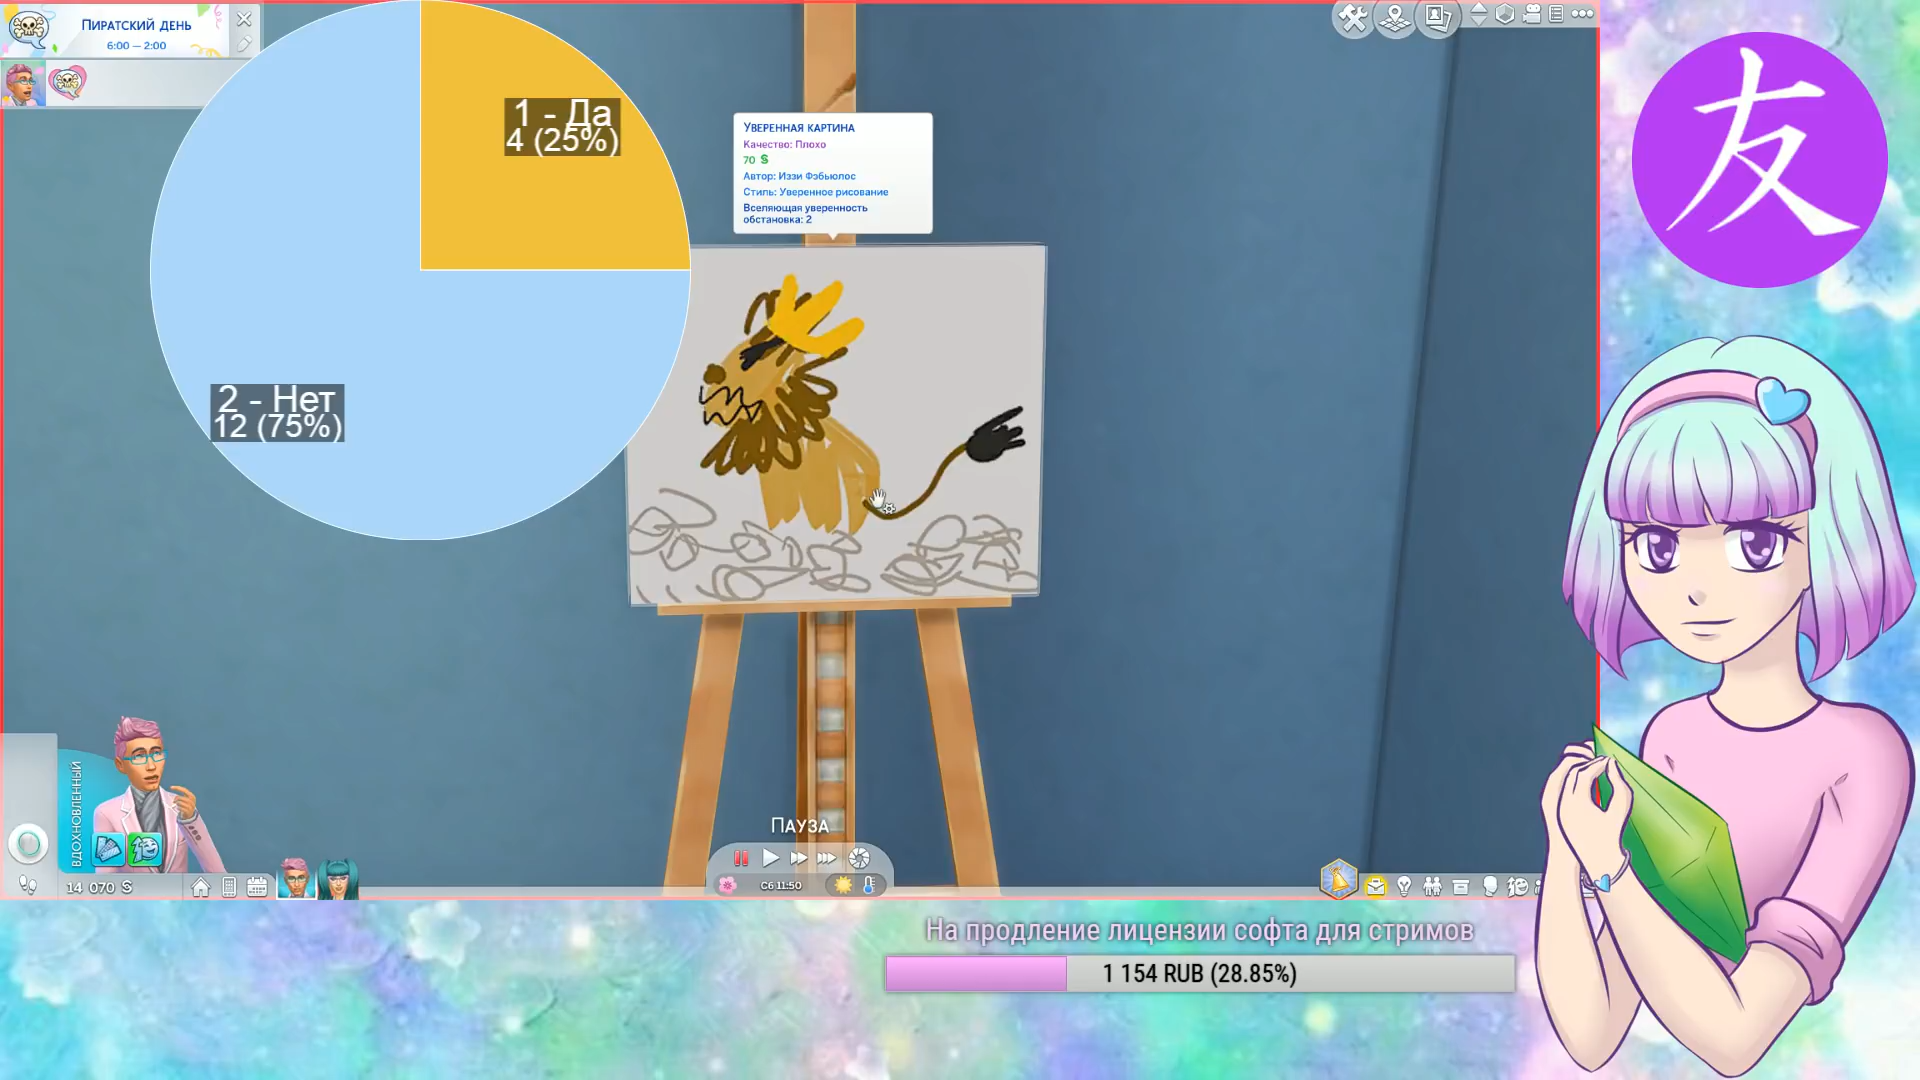 Пиратский день
6:00 — 2:00
1 - Да
4 (25%)
2 - Нет
12 (75%)
Уверенная картина
Качество: Плохо
70 §
Автор: Иззи Фэбьюлос
Стиль: Уверенное рисование
Вселяющая уверенность
обстановка: 2
友
ВДОХНОВЛЕННЫЙ
Пауза
14 070 §
Сб 11:50
На продление лицензии софта для стримов
1 154 RUB (28.85%)